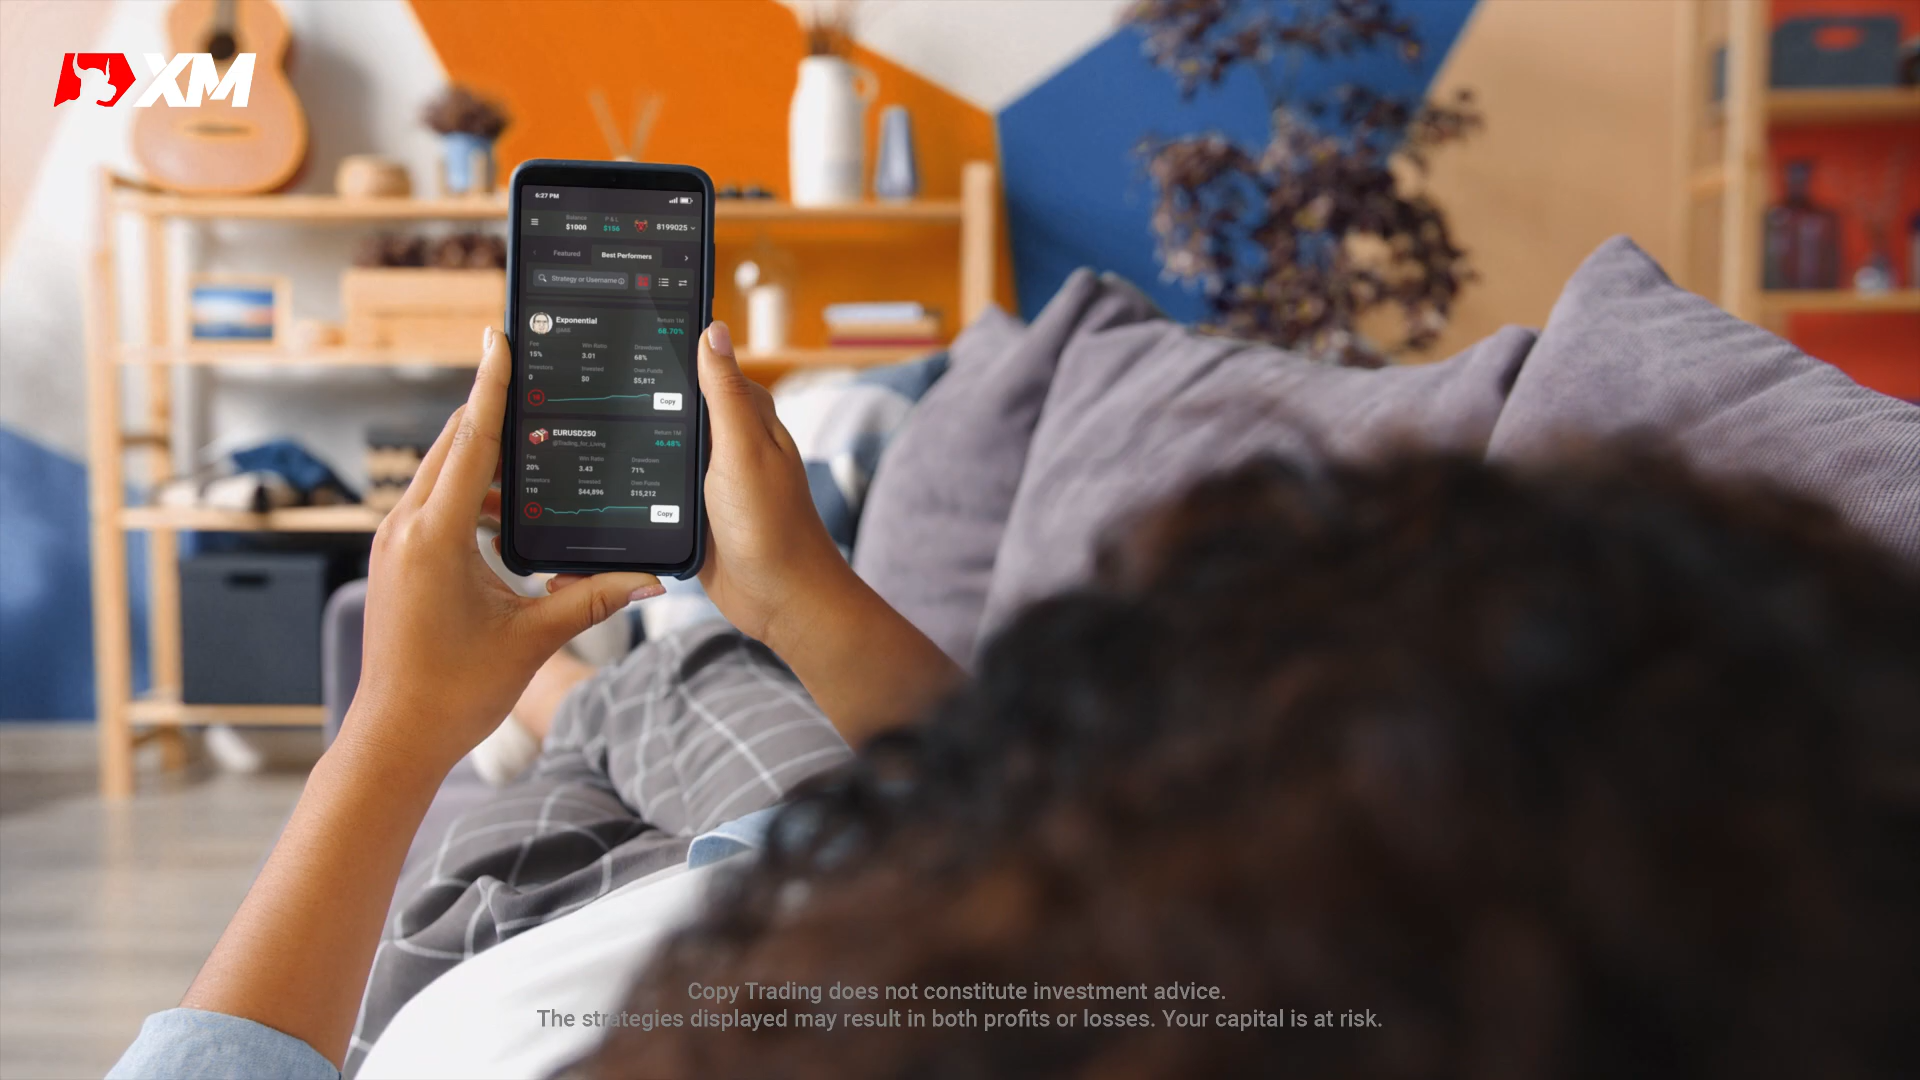 XM
6:27 PM
Balance P & L
$1000 $156 8199025
Featured Best Performers
Strategy or Username
Exponential Return 1M
68.70%
Fee Win Ratio Drawdown
15% 3.01 68%
Investors Invested Own Funds
0 $0 $5,812
Copy
EURUSD250 Return 1M
@Trading_for_Living 46.48%
Fee Win Ratio Drawdown
20% 3.43 71%
Investors Invested Own Funds
110 $44,896 $15,212
Copy
Copy Trading does not constitute investment advice.
The strategies displayed may result in both profits or losses. Your capital is at risk.